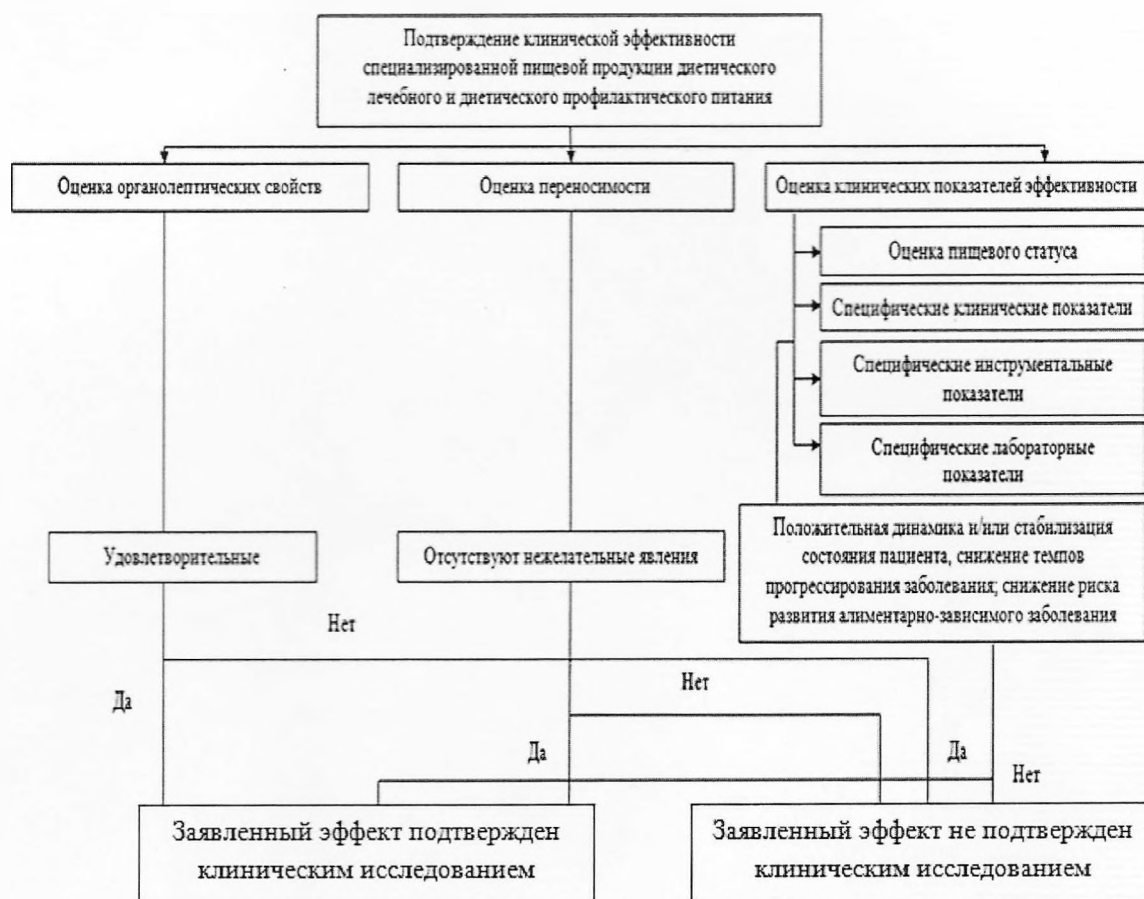 Подтверждение клинической эффективности
специализированной пищевой продукции диетического
лечебного и диетического профилактического питания
Оценка органолептических свойств
Оценка переносимости
Оценка клинических показателей эффективности
Оценка пищевого статуса
Специфические клинические показатели
Специфические инструментальные
показатели
Специфические лабораторные
показатели
Удовлетворительные
Отсутствуют нежелательные явления
Положительная динамика и/или стабилизация
состояния пациента, снижение темпов
прогрессирования заболевания; снижение риска
развития алиментарно-зависимого заболевания
Нет
Да
Нет
Да
Да
Нет
Заявленный эффект подтвержден
клиническим исследованием
Заявленный эффект не подтвержден
клиническим исследованием